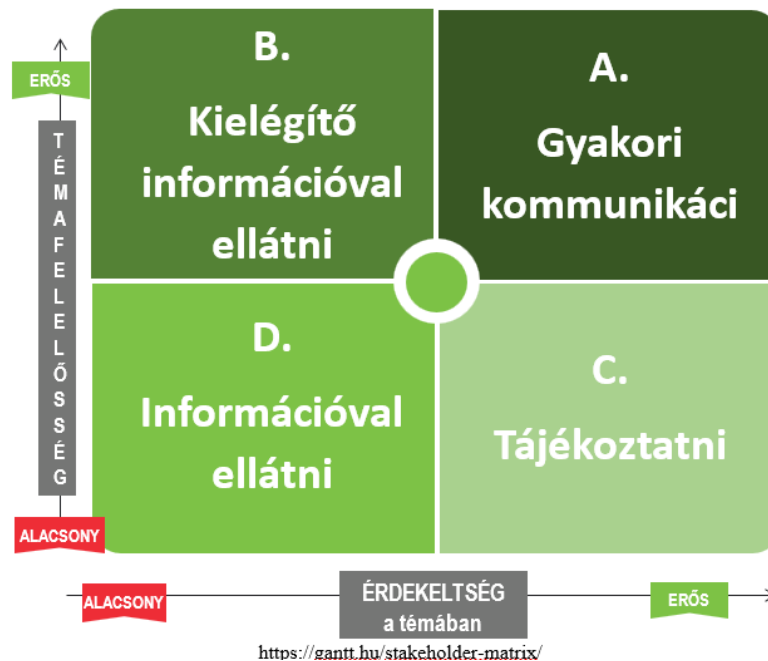 ERŐS
TÉMAFELELŐSSÉG
ALACSONY
B.
Kielégítő
információval
ellátni
A.
Gyakori
kommunikáci
D.
Információval
ellátni
C.
Tájékoztatni
ALACSONY
ÉRDEKELTSÉG
a témában
ERŐS
https://gantt.hu/stakeholder-matrix/